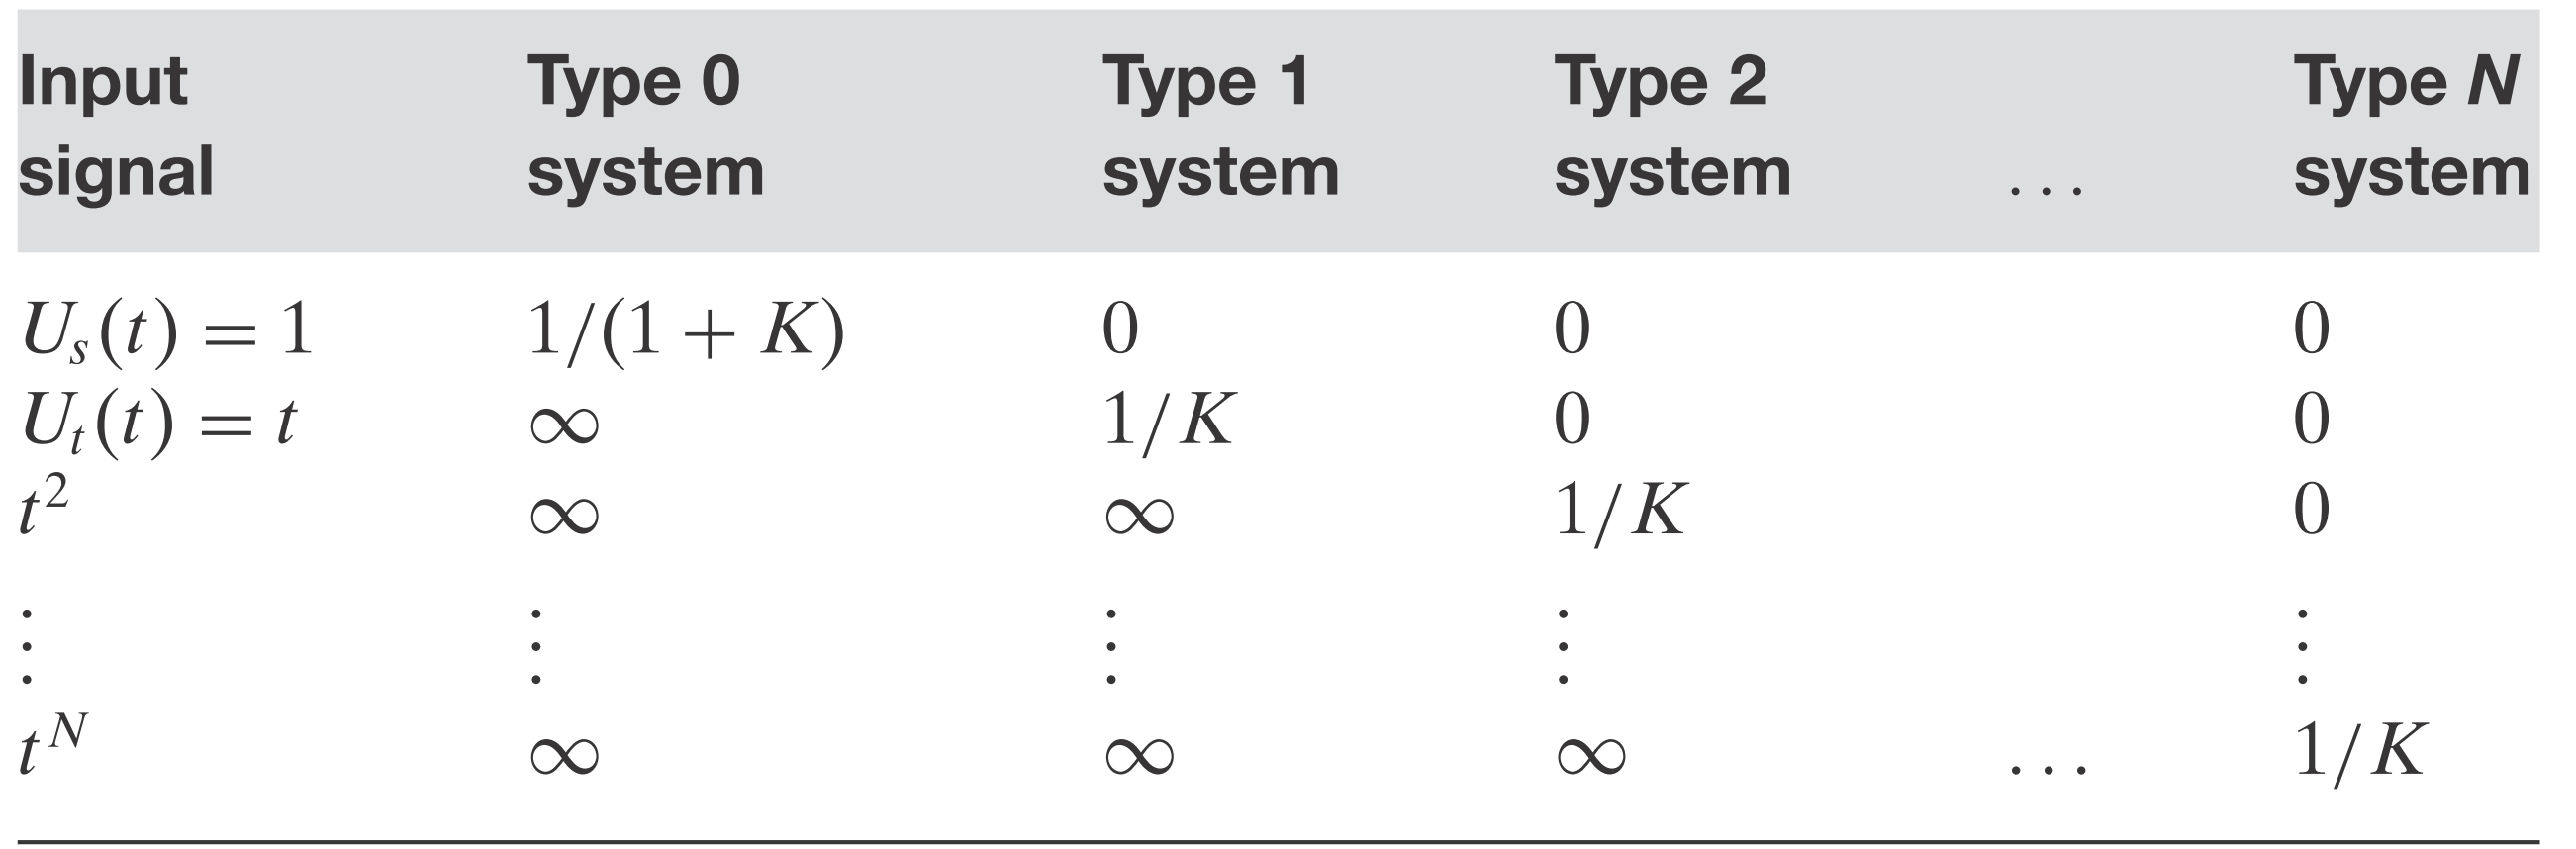 Input Type 0 Type 1 Type 2 Type N
signal system system system . . . system
U_s(t) = 1 1/(1 + K) 0 0 0
U_t(t) = t ∞ 1/K 0 0
t^2 ∞ ∞ 1/K 0
⋮ ⋮ ⋮ ⋮ ⋮
t^N ∞ ∞ ∞ . . . 1/K